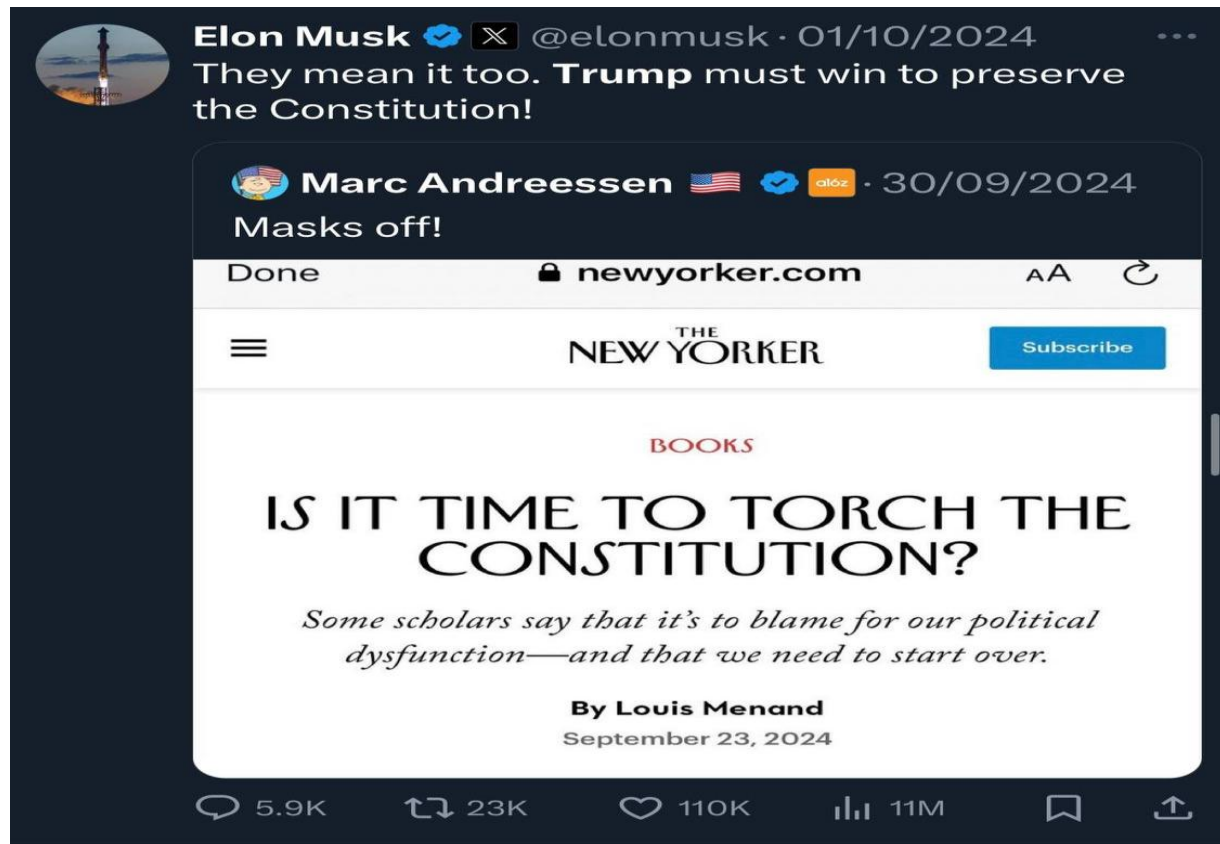 Elon Musk @elonmusk · 01/10/2024
They mean it too. Trump must win to preserve
the Constitution!
Marc Andreessen a16z · 30/09/2024
Masks off!
Done newyorker.com AA
THE
NEW YORKER
Subscribe
BOOKS
IS IT TIME TO TORCH THE
CONSTITUTION?
Some scholars say that it's to blame for our political
dysfunction—and that we need to start over.
By Louis Menand
September 23, 2024
5.9K 23K 110K 11M